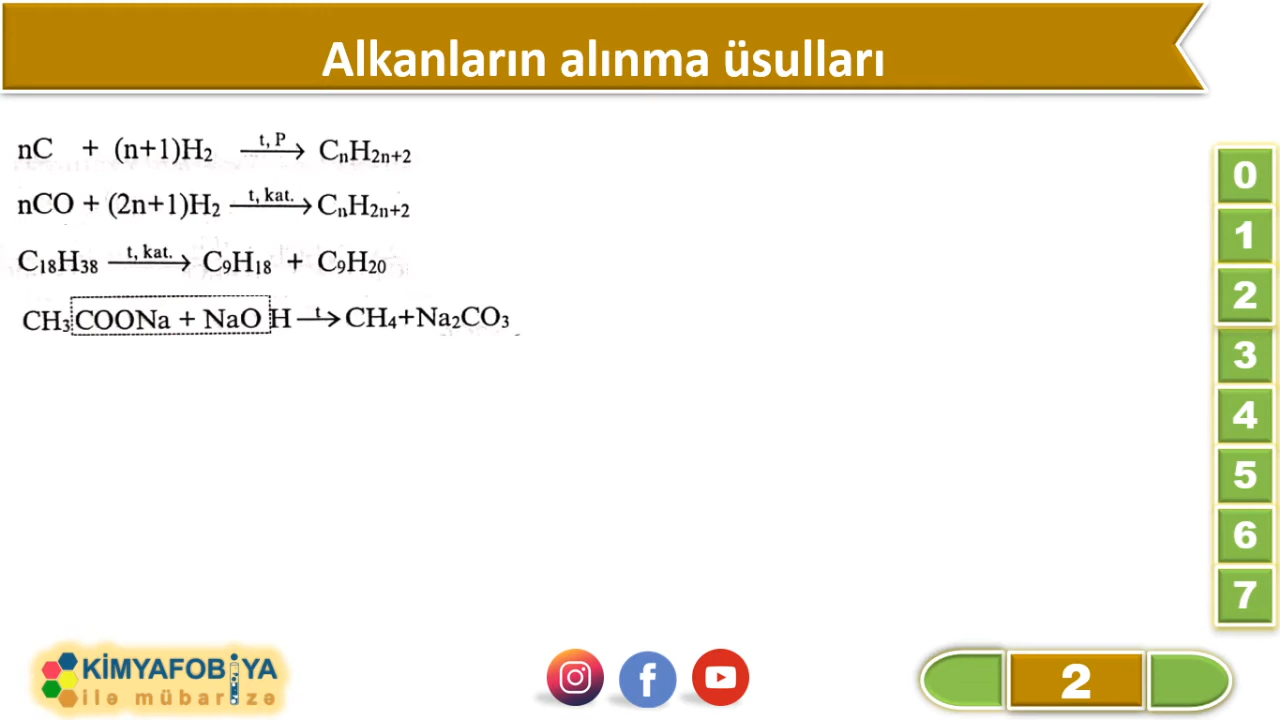 Alkanların alınma üsulları
nC + (n+1)H₂ —t, P→ CₙH₂ₙ₊₂
nCO + (2n+1)H₂ —t, kat.→ CₙH₂ₙ₊₂
C₁₈H₃₈ —t, kat.→ C₉H₁₈ + C₉H₂₀
CH₃COONa + NaOH —t→ CH₄+Na₂CO₃
0
1
2
3
4
5
6
7
KİMYAFOBİYA
ilə mübarizə
f
2